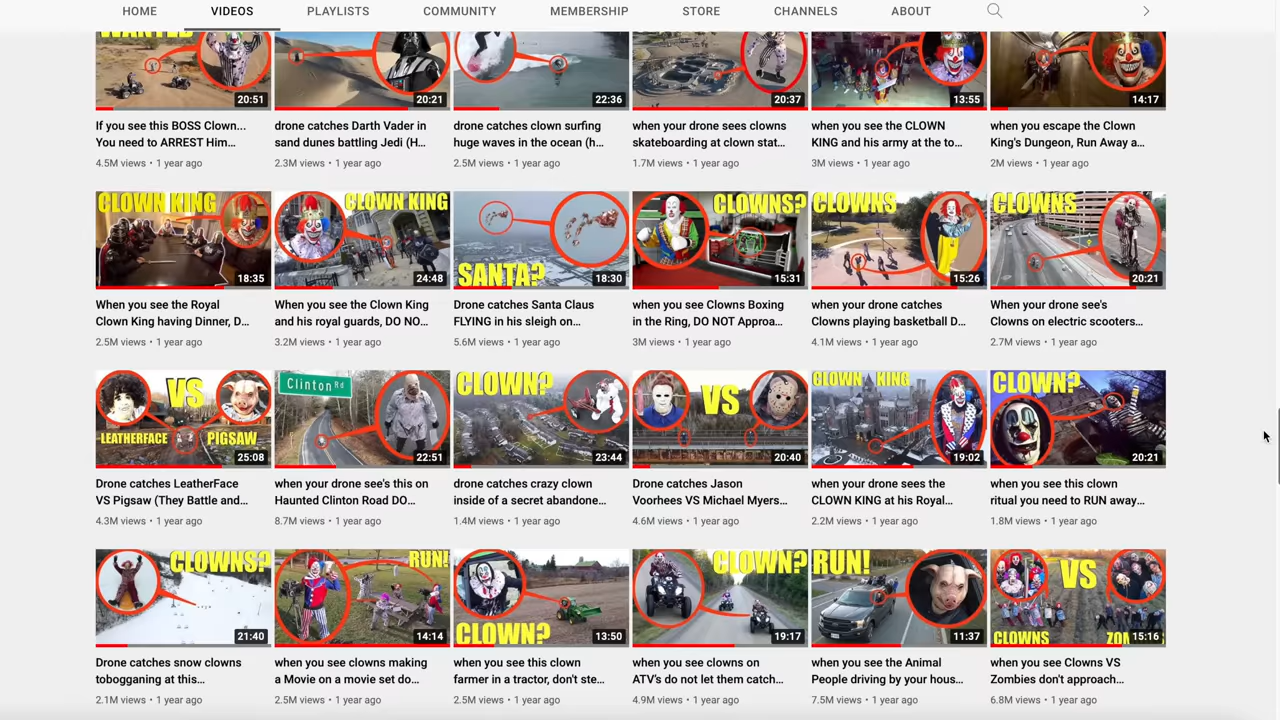 HOME VIDEOS PLAYLISTS COMMUNITY MEMBERSHIP STORE CHANNELS ABOUT
WANTED
20:51 20:21 22:36 20:37 13:55 14:17
If you see this BOSS Clown...
You need to ARREST Him...
4.5M views • 1 year ago
drone catches Darth Vader in
sand dunes battling Jedi (H...
2.3M views • 1 year ago
drone catches clown surfing
huge waves in the ocean (h...
2.5M views • 1 year ago
when your drone sees clowns
skateboarding at clown stat...
1.7M views • 1 year ago
when you see the CLOWN
KING and his army at the to...
3M views • 1 year ago
when you escape the Clown
King's Dungeon, Run Away a...
2M views • 1 year ago
CLOWN KING
18:35
When you see the Royal
Clown King having Dinner, D...
2.5M views • 1 year ago
CLOWN KING
24:48
When you see the Clown King
and his royal guards, DO NO...
3.2M views • 1 year ago
SANTA?
18:30
Drone catches Santa Claus
FLYING in his sleigh on...
5.6M views • 1 year ago
CLOWNS?
15:31
when you see Clowns Boxing
in the Ring, DO NOT Approa...
3M views • 1 year ago
CLOWNS
15:26
when your drone catches
Clowns playing basketball D...
4.1M views • 1 year ago
CLOWNS
20:21
When your drone see's
Clowns on electric scooters...
2.7M views • 1 year ago
VS
LEATHERFACE PIGSAW
25:08
Drone catches LeatherFace
VS Pigsaw (They Battle and...
4.3M views • 1 year ago
Clinton Rd
22:51
when your drone see's this on
Haunted Clinton Road DO...
8.7M views • 1 year ago
CLOWN?
23:44
drone catches crazy clown
inside of a secret abandone...
1.4M views • 1 year ago
VS
20:40
Drone catches Jason
Voorhees VS Michael Myers...
4.6M views • 1 year ago
CLOWN KING
19:02
when your drone sees the
CLOWN KING at his Royal...
2.2M views • 1 year ago
CLOWN?
20:21
when you see this clown
ritual you need to RUN away...
1.8M views • 1 year ago
CLOWNS?
21:40
Drone catches snow clowns
tobogganing at this...
2.1M views • 1 year ago
RUN!
14:14
when you see clowns making
a Movie on a movie set do...
2.5M views • 1 year ago
CLOWN?
13:50
when you see this clown
farmer in a tractor, don't ste...
2.5M views • 1 year ago
CLOWN?
19:17
when you see clowns on
ATV's do not let them catch...
4.9M views • 1 year ago
RUN!
11:37
when you see the Animal
People driving by your hous...
7.5M views • 1 year ago
VS
CLOWNS ZOM
15:16
when you see Clowns VS
Zombies don't approach...
6.8M views • 1 year ago